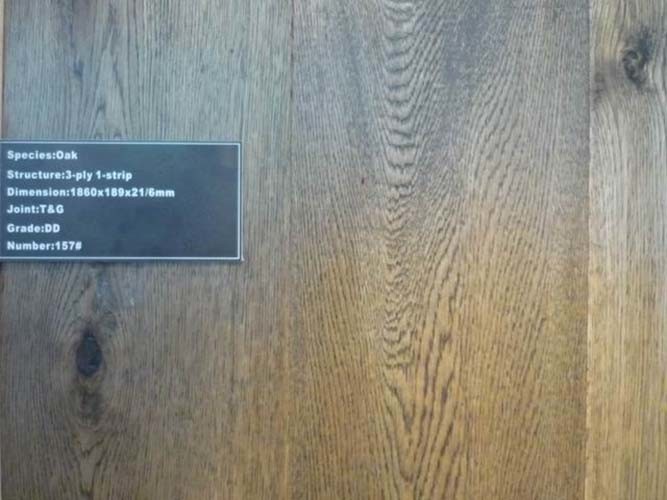 Species:Oak
Structure:3-ply 1-strip
Dimension:1860x189x21/6mm
Joint:T&G
Grade:DD
Number:157#